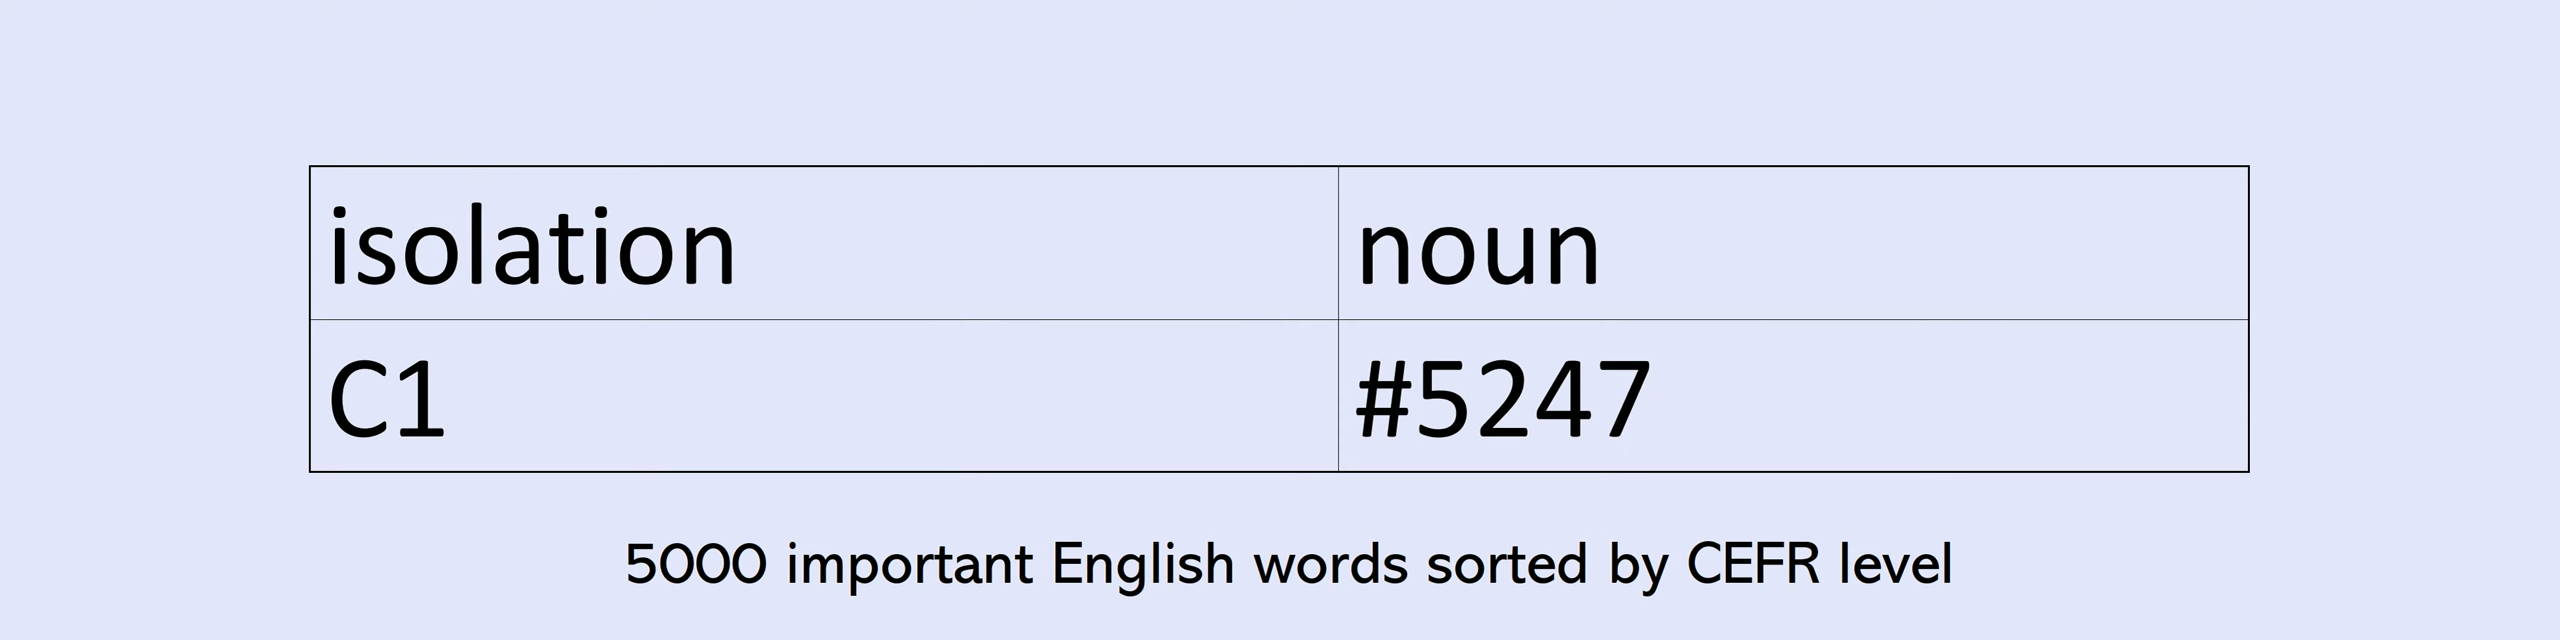 isolation noun
C1 #5247
5000 important English words sorted by CEFR level